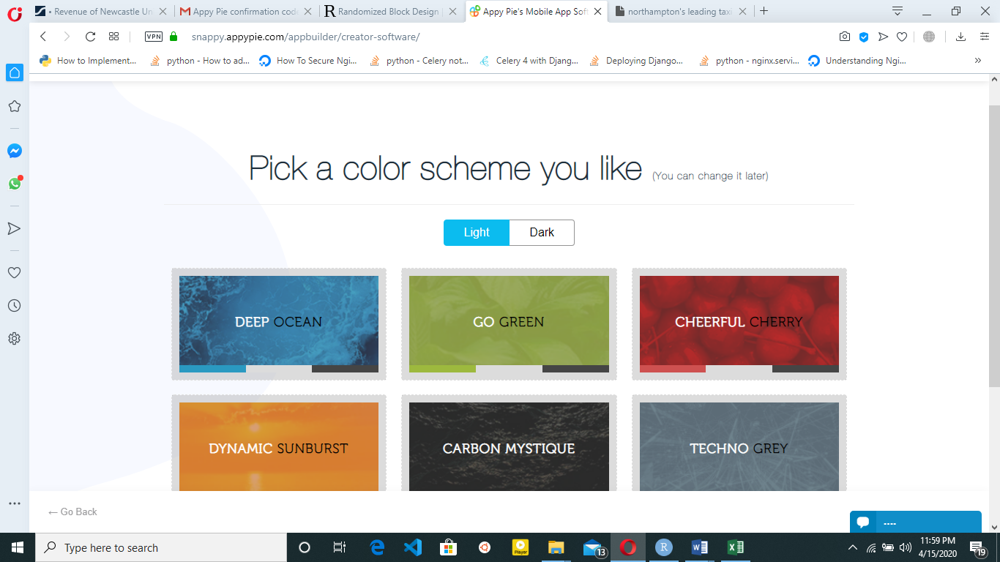 Revenue of Newcastle Un
Appy Pie confirmation code
Randomized Block Design
Appy Pie's Mobile App Soft
northampton's leading taxi
VPN
snappy.appypie.com/appbuilder/creator-software/
How to Implement...
python - How to ad...
How To Secure Ngi...
python - Celery not...
Celery 4 with Djang...
Deploying Django...
python - nginx.servi...
Understanding Ngi...
Pick a color scheme you like (You can change it later)
Light Dark
DEEP OCEAN
GO GREEN
CHEERFUL CHERRY
DYNAMIC SUNBURST
CARBON MYSTIQUE
TECHNO GREY
← Go Back
----
Type here to search
Player
13
R
11:59 PM
4/15/2020
19